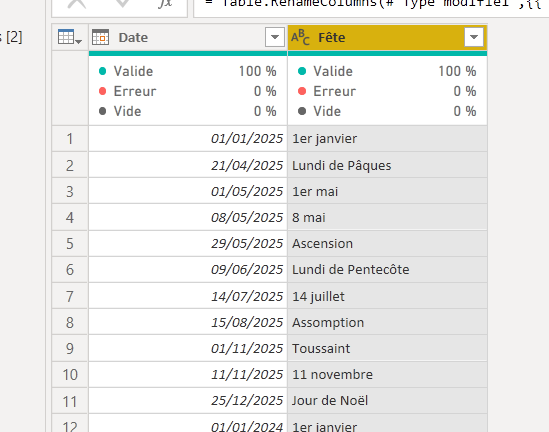 fx = Table.RenameColumns(#"Type modifié",{{
s [2]
Date ABC Fête
Valide 100 % Valide 100 %
Erreur 0 % Erreur 0 %
Vide 0 % Vide 0 %
1 01/01/2025 1er janvier
2 21/04/2025 Lundi de Pâques
3 01/05/2025 1er mai
4 08/05/2025 8 mai
5 29/05/2025 Ascension
6 09/06/2025 Lundi de Pentecôte
7 14/07/2025 14 juillet
8 15/08/2025 Assomption
9 01/11/2025 Toussaint
10 11/11/2025 11 novembre
11 25/12/2025 Jour de Noël
12 01/01/2024 1er janvier